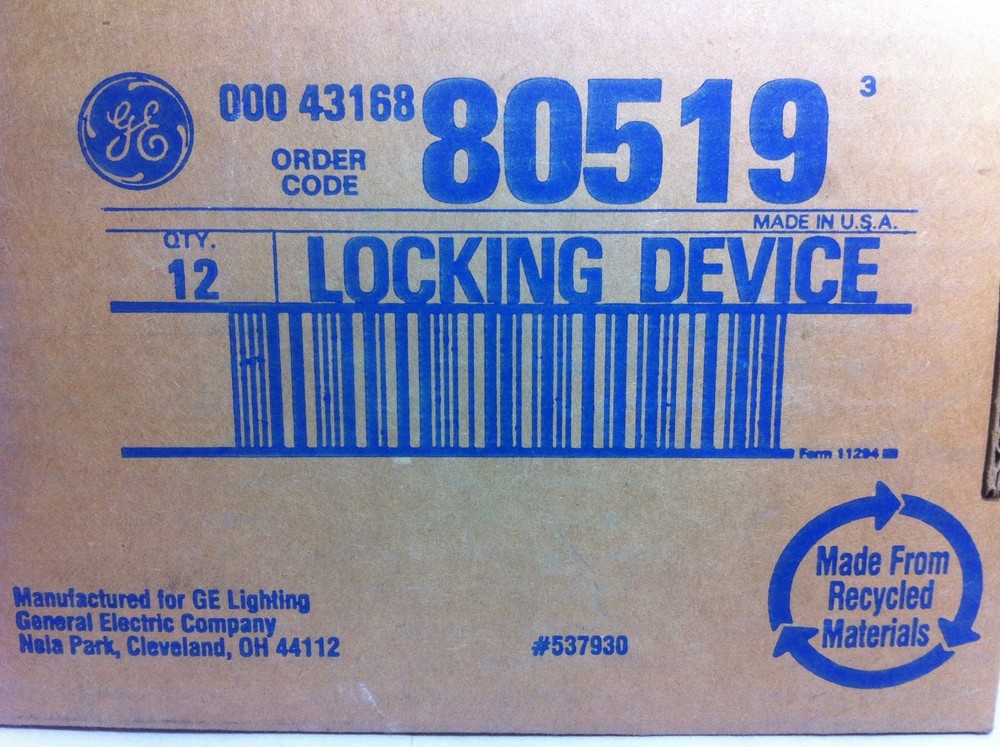 GE
000 43168 80519 3
ORDER
CODE
MADE IN U.S.A.
QTY.
12
LOCKING DEVICE
Form 11294
Made From
Recycled
Materials
Manufactured for GE Lighting
General Electric Company
Nela Park, Cleveland, OH 44112
#537930